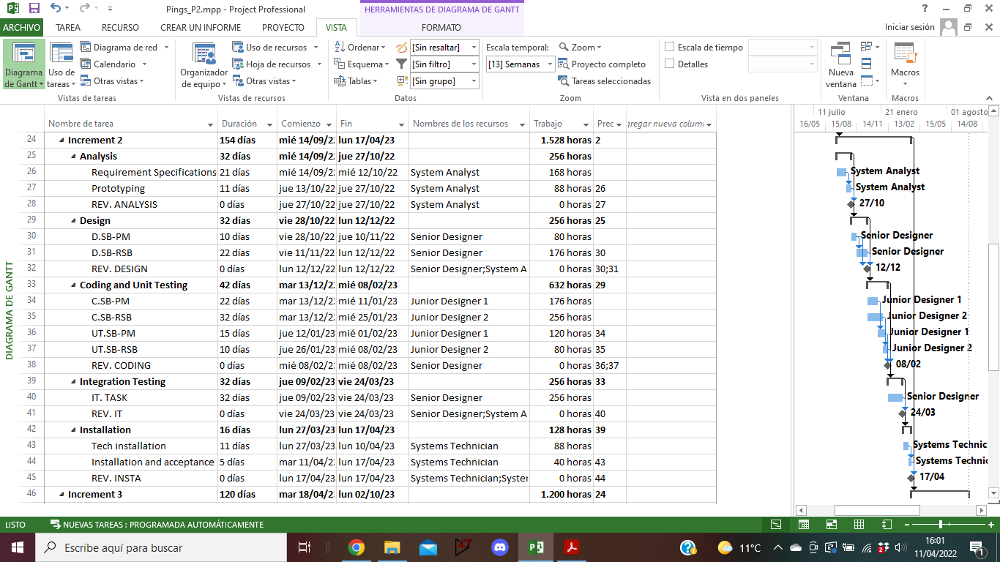 Pings_P2.mpp - Project Professional
HERRAMIENTAS DE DIAGRAMA DE GANTT
ARCHIVO TAREA RECURSO CREAR UN INFORME PROYECTO VISTA FORMATO Iniciar sesión
Diagrama de Gantt
Uso de tareas
Diagrama de red
Calendario
Otras vistas
Vistas de tareas
Organizador de equipo
Uso de recursos
Hoja de recursos
Otras vistas
Vistas de recursos
Ordenar
Esquema
Tablas
[Sin resaltar]
[Sin filtro]
[Sin grupo]
Datos
Escala temporal:
[13] Semanas
Zoom
Proyecto completo
Tareas seleccionadas
Zoom
Escala de tiempo
Detalles
Vista en dos paneles
Nueva ventana
Ventana
Macros
Macros
DIAGRAMA DE GANTT
Nombre de tarea Duración Comienzo Fin Nombres de los recursos Trabajo Prec gregar nueva colum
24 Increment 2 154 días mié 14/09/2 lun 17/04/23 1.528 horas 2
25 Analysis 32 días mié 14/09/2 jue 27/10/22 256 horas
26 Requirement Specifications 21 días mié 14/09/2 mié 12/10/22 System Analyst 168 horas
27 Prototyping 11 días jue 13/10/22 jue 27/10/22 System Analyst 88 horas 26
28 REV. ANALYSIS 0 días jue 27/10/22 jue 27/10/22 System Analyst 0 horas 27
29 Design 32 días vie 28/10/22 lun 12/12/22 256 horas 25
30 D.SB-PM 10 días vie 28/10/22 jue 10/11/22 Senior Designer 80 horas
31 D.SB-RSB 22 días vie 11/11/22 lun 12/12/22 Senior Designer 176 horas 30
32 REV. DESIGN 0 días lun 12/12/22 lun 12/12/22 Senior Designer;System A 0 horas 30;31
33 Coding and Unit Testing 42 días mar 13/12/2 mié 08/02/23 632 horas 29
34 C.SB-PM 22 días mar 13/12/2 mié 11/01/23 Junior Designer 1 176 horas
35 C.SB-RSB 32 días mar 13/12/2 mié 25/01/23 Junior Designer 2 256 horas
36 UT.SB-PM 15 días jue 12/01/23 mié 01/02/23 Junior Designer 1 120 horas 34
37 UT.SB-RSB 10 días jue 26/01/23 mié 08/02/23 Junior Designer 2 80 horas 35
38 REV. CODING 0 días mié 08/02/2 mié 08/02/23 Senior Designer 0 horas 36;37
39 Integration Testing 32 días jue 09/02/23 vie 24/03/23 256 horas 33
40 IT. TASK 32 días jue 09/02/23 vie 24/03/23 Senior Designer 256 horas
41 REV. IT 0 días vie 24/03/23 vie 24/03/23 Senior Designer;System A 0 horas 40
42 Installation 16 días lun 27/03/23 lun 17/04/23 128 horas 39
43 Tech installation 11 días lun 27/03/23 lun 10/04/23 Systems Technician 88 horas
44 Installation and acceptance 5 días mar 11/04/2 lun 17/04/23 Systems Technician 40 horas 43
45 REV. INSTA 0 días lun 17/04/23 lun 17/04/23 Systems Technician;Syster 0 horas 44
46 Increment 3 120 días mar 18/04/2 lun 02/10/23 1.200 horas 24
11 julio 21 enero 01 agosto
16/05 15/08 14/11 13/02 15/05 14/08
System Analyst
System Analyst
27/10
Senior Designer
Senior Designer
12/12
Junior Designer 1
Junior Designer 2
Junior Designer 1
Junior Designer 2
08/02
Senior Designer
24/03
Systems Technic
Systems Technic
17/04
LISTO NUEVAS TAREAS : PROGRAMADA AUTOMÁTICAMENTE
Escribe aquí para buscar
11°C
16:01
11/04/2022
1